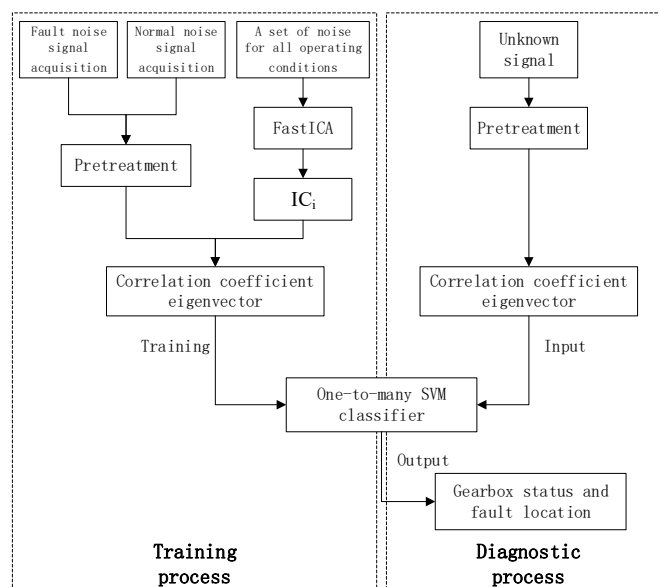 Fault noise
signal
acquisition
Normal noise
signal
acquisition
A set of noise
for all operating
conditions
FastICA
Pretreatment
ICi
Correlation coefficient
eigenvector
Training
Unknown
signal
Pretreatment
Correlation coefficient
eigenvector
Input
One-to-many SVM
classifier
Output
Gearbox status and
fault location
Training
process
Diagnostic
process